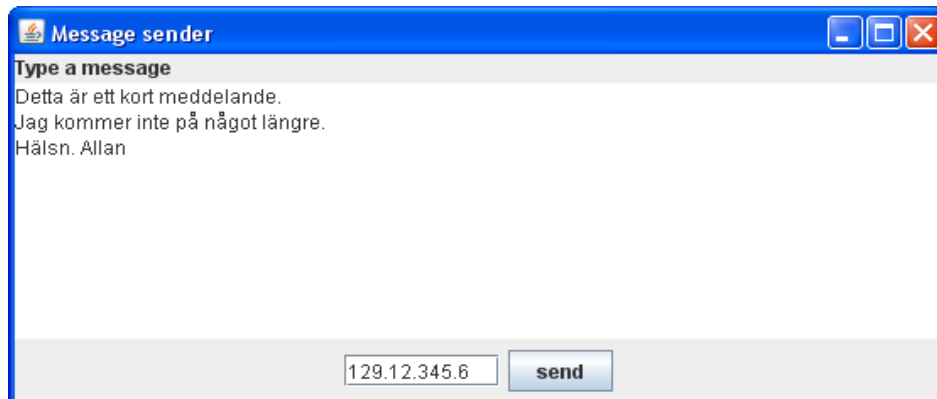 Message sender
Type a message
Detta är ett kort meddelande.
Jag kommer inte på något längre.
Hälsn. Allan
129.12.345.6
send